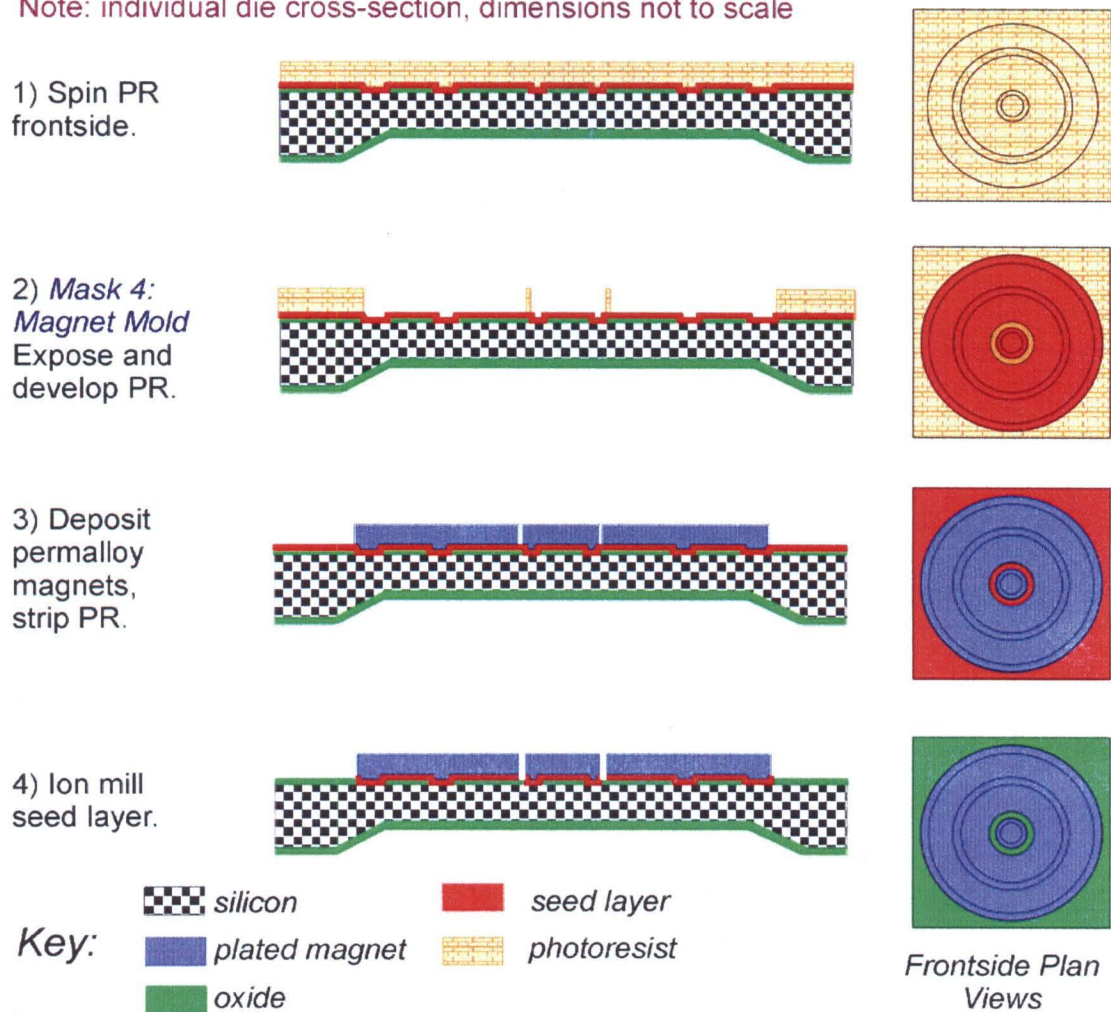 Note: individual die cross-section, dimensions not to scale
1) Spin PR
frontside.
2) Mask 4:
Magnet Mold
Expose and
develop PR.
3) Deposit
permalloy
magnets,
strip PR.
4) Ion mill
seed layer.
Key:
silicon
seed layer
plated magnet
photoresist
oxide
Frontside Plan
Views